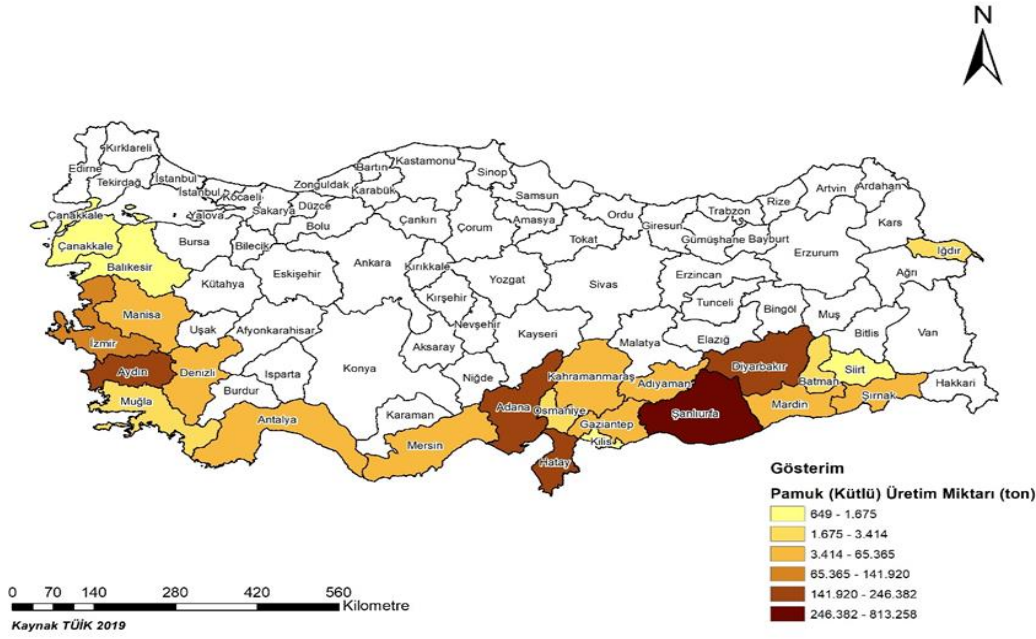 N
Kırklareli
Edirne
Tekirdağ
İstanbul
İstanbul
Kocaeli
Yalova
Sakarya
Düzce
Zonguldak
Bartın
Karabük
Kastamonu
Sinop
Samsun
Çankırı
Bolu
Amasya
Ordu
Giresun
Trabzon
Rize
Artvin
Ardahan
Kars
Çanakkale
Çanakkale
Bursa
Bilecik
Balıkesir
Kütahya
Eskişehir
Ankara
Kırıkkale
Çorum
Tokat
Gümüşhane
Bayburt
Erzurum
Iğdır
Ağrı
Yozgat
Sivas
Erzincan
Tunceli
Bingöl
Muş
Bitlis
Van
Manisa
Uşak
Afyonkarahisar
Kırşehir
Nevşehir
Kayseri
Malatya
Elazığ
İzmir
Aydın
Denizli
Isparta
Burdur
Konya
Aksaray
Niğde
Kahramanmaraş
Adıyaman
Diyarbakır
Batman
Siirt
Hakkari
Muğla
Antalya
Karaman
Mersin
Adana
Osmaniye
Gaziantep
Kilis
Hatay
Şanlıurfa
Mardin
Şırnak
Gösterim
Pamuk (Kütlü) Üretim Miktarı (ton)
649 - 1.675
1.675 - 3.414
3.414 - 65.365
65.365 - 141.920
141.920 - 246.382
246.382 - 813.258
0 70 140 280 420 560
Kilometre
Kaynak TÜİK 2019